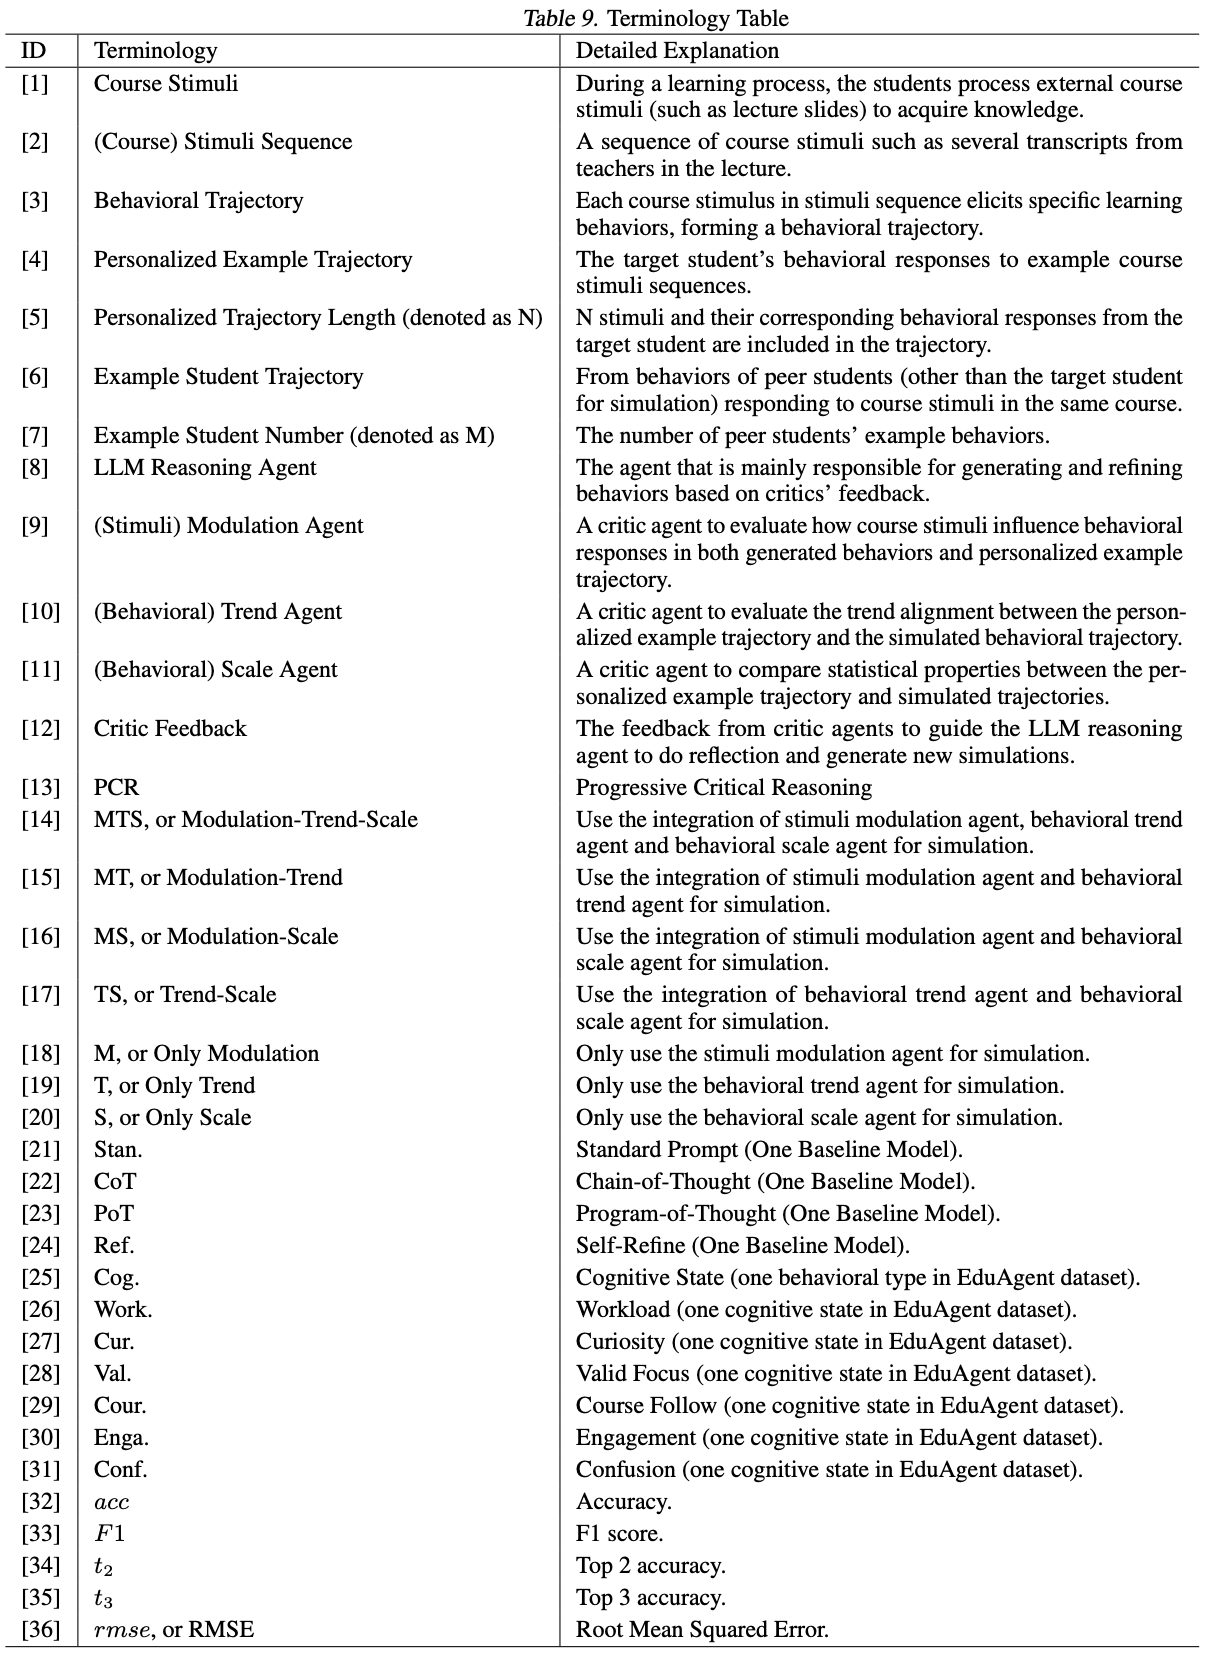 Table 9. Terminology Table
ID Terminology Detailed Explanation
[1] Course Stimuli During a learning process, the students process external course
stimuli (such as lecture slides) to acquire knowledge.
[2] (Course) Stimuli Sequence A sequence of course stimuli such as several transcripts from
teachers in the lecture.
[3] Behavioral Trajectory Each course stimulus in stimuli sequence elicits specific learning
behaviors, forming a behavioral trajectory.
[4] Personalized Example Trajectory The target student's behavioral responses to example course
stimuli sequences.
[5] Personalized Trajectory Length (denoted as N) N stimuli and their corresponding behavioral responses from the
target student are included in the trajectory.
[6] Example Student Trajectory From behaviors of peer students (other than the target student
for simulation) responding to course stimuli in the same course.
[7] Example Student Number (denoted as M) The number of peer students' example behaviors.
[8] LLM Reasoning Agent The agent that is mainly responsible for generating and refining
behaviors based on critics' feedback.
[9] (Stimuli) Modulation Agent A critic agent to evaluate how course stimuli influence behavioral
responses in both generated behaviors and personalized example
trajectory.
[10] (Behavioral) Trend Agent A critic agent to evaluate the trend alignment between the person-
alized example trajectory and the simulated behavioral trajectory.
[11] (Behavioral) Scale Agent A critic agent to compare statistical properties between the per-
sonalized example trajectory and simulated trajectories.
[12] Critic Feedback The feedback from critic agents to guide the LLM reasoning
agent to do reflection and generate new simulations.
[13] PCR Progressive Critical Reasoning
[14] MTS, or Modulation-Trend-Scale Use the integration of stimuli modulation agent, behavioral trend
agent and behavioral scale agent for simulation.
[15] MT, or Modulation-Trend Use the integration of stimuli modulation agent and behavioral
trend agent for simulation.
[16] MS, or Modulation-Scale Use the integration of stimuli modulation agent and behavioral
scale agent for simulation.
[17] TS, or Trend-Scale Use the integration of behavioral trend agent and behavioral
scale agent for simulation.
[18] M, or Only Modulation Only use the stimuli modulation agent for simulation.
[19] T, or Only Trend Only use the behavioral trend agent for simulation.
[20] S, or Only Scale Only use the behavioral scale agent for simulation.
[21] Stan. Standard Prompt (One Baseline Model).
[22] CoT Chain-of-Thought (One Baseline Model).
[23] PoT Program-of-Thought (One Baseline Model).
[24] Ref. Self-Refine (One Baseline Model).
[25] Cog. Cognitive State (one behavioral type in EduAgent dataset).
[26] Work. Workload (one cognitive state in EduAgent dataset).
[27] Cur. Curiosity (one cognitive state in EduAgent dataset).
[28] Val. Valid Focus (one cognitive state in EduAgent dataset).
[29] Cour. Course Follow (one cognitive state in EduAgent dataset).
[30] Enga. Engagement (one cognitive state in EduAgent dataset).
[31] Conf. Confusion (one cognitive state in EduAgent dataset).
[32] acc Accuracy.
[33] F1 F1 score.
[34] t₂ Top 2 accuracy.
[35] t₃ Top 3 accuracy.
[36] rmse, or RMSE Root Mean Squared Error.